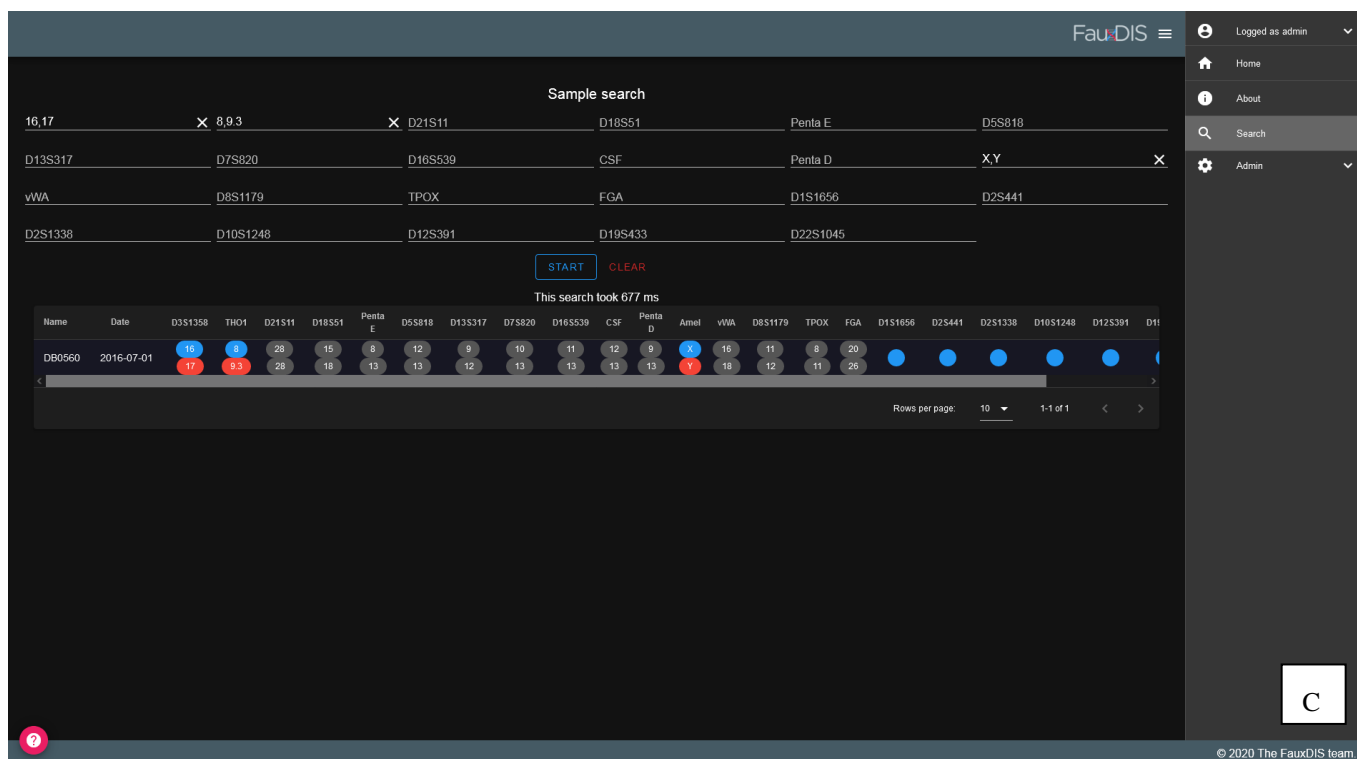 FauxDIS
Logged as admin
Home
About
Search
Admin
Sample search
16,17 8,9.3 D21S11 D18S51 Penta E D5S818
D13S317 D7S820 D16S539 CSF Penta D X,Y
vWA D8S1179 TPOX FGA D1S1656 D2S441
D2S1338 D10S1248 D12S391 D19S433 D22S1045
START CLEAR
This search took 677 ms
Name Date D3S1358 THO1 D21S11 D18S51 Penta E D5S818 D13S317 D7S820 D16S539 CSF Penta D Amel vWA D8S1179 TPOX FGA D1S1656 D2S441 D2S1338 D10S1248 D12S391
DB0560 2016-07-01
16 8 28 15 8 12 9 10 11 12 9 X 16 11 8 20
17 9.3 28 18 13 13 12 13 13 13 13 Y 18 12 11 26
Rows per page: 10 1-1 of 1
C
© 2020 The FauxDIS team.